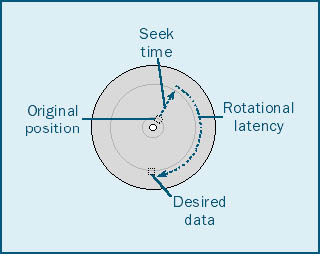 Seek
time
Original
position
Rotational
latency
Desired
data